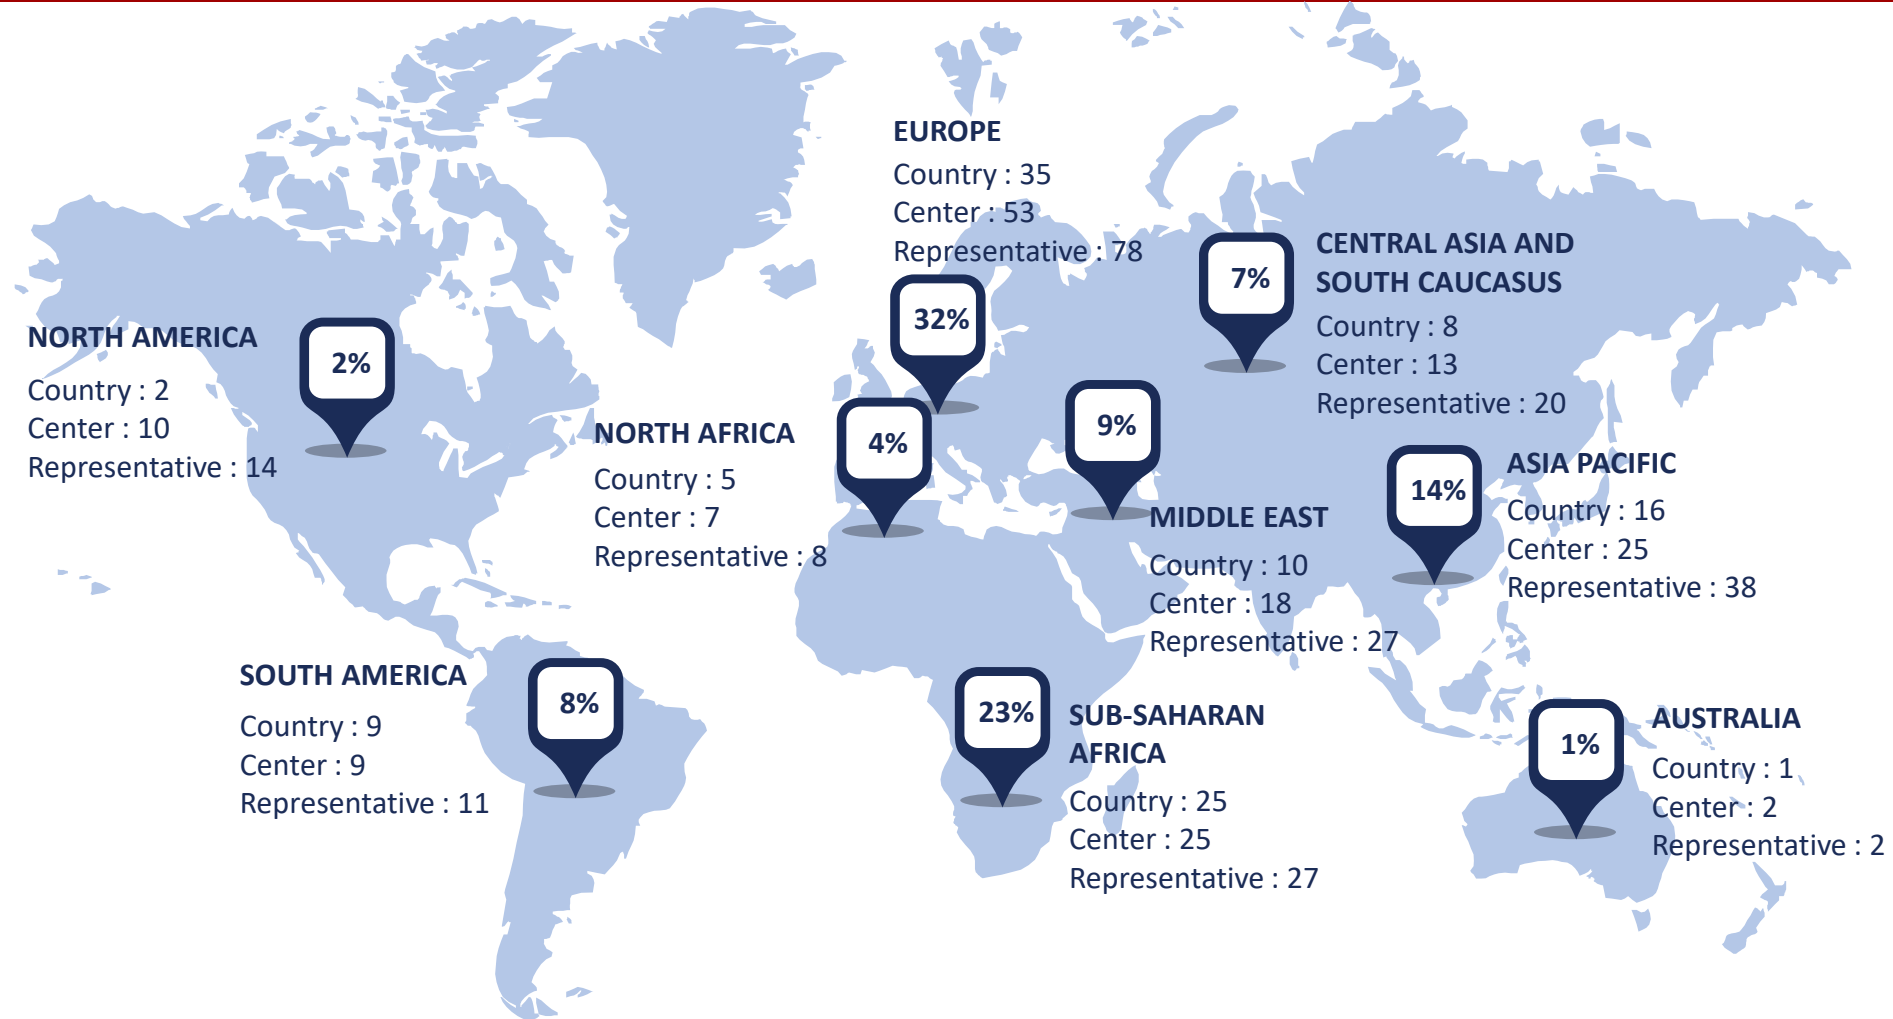 EUROPE
Country : 35
Center : 53
Representative : 78
32%
CENTRAL ASIA AND
SOUTH CAUCASUS
Country : 8
Center : 13
Representative : 20
7%
NORTH AMERICA
Country : 2
Center : 10
Representative : 14
2%
NORTH AFRICA
Country : 5
Center : 7
Representative : 8
4%
9%
MIDDLE EAST
Country : 10
Center : 18
Representative : 27
14%
ASIA PACIFIC
Country : 16
Center : 25
Representative : 38
SOUTH AMERICA
Country : 9
Center : 9
Representative : 11
8%
23%
SUB-SAHARAN
AFRICA
Country : 25
Center : 25
Representative : 27
1%
AUSTRALIA
Country : 1
Center : 2
Representative : 2